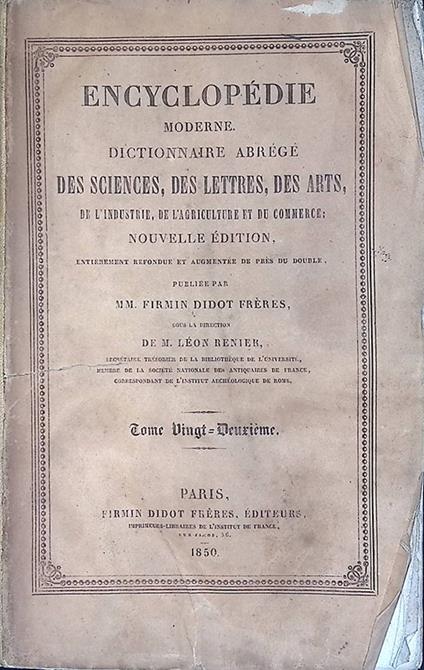 ENCYCLOPÉDIE
MODERNE.
DICTIONNAIRE ABRÉGÉ
DES SCIENCES, DES LETTRES, DES ARTS,
DE L'INDUSTRIE, DE L'AGRICULTURE ET DU COMMERCE;
NOUVELLE ÉDITION,
ENTIÈREMENT REFONDUE ET AUGMENTÉE DE PRÈS DU DOUBLE,
PUBLIÉE PAR
MM. FIRMIN DIDOT FRÈRES,
SOUS LA DIRECTION
DE M. LÉON RENIER,
SECRÉTAIRE TRÉSORIER DE LA BIBLIOTHÈQUE DE L'UNIVERSITÉ,
MEMBRE DE LA SOCIÉTÉ NATIONALE DES ANTIQUAIRES DE FRANCE,
CORRESPONDANT DE L'INSTITUT ARCHÉOLOGIQUE DE ROME.
Tome Vingt-Deuxième.
PARIS,
FIRMIN DIDOT FRÈRES, ÉDITEURS,
IMPRIMEURS-LIBRAIRES DE L'INSTITUT DE FRANCE,
RUE JACOB, 56.
1850.